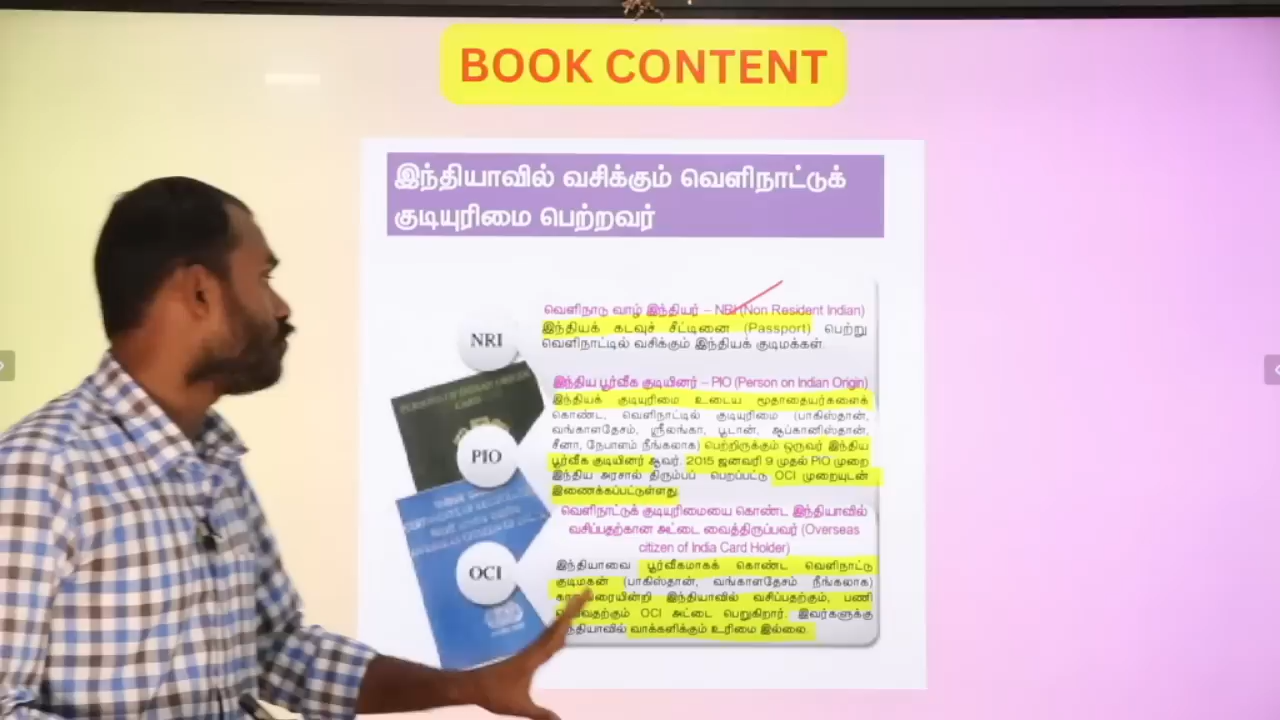 BOOK CONTENT
இந்தியாவில் வசிக்கும் வெளிநாட்டுக்
குடியுரிமை பெற்றவர்
வெளிநாடு வாழ் இந்தியர் – NRI (Non Resident Indian)
இந்தியக் கடவுச் சீட்டினை (Passport) பெற்று
வெளிநாட்டில் வசிக்கும் இந்தியக் குடிமக்கள்.
NRI
இந்திய பூர்வீக குடியினர் – PIO (Person on Indian Origin)
இந்தியக் குடியுரிமை உடைய மூதாதையர்களைக்
கொண்ட, வெளிநாட்டில் குடியுரிமை (பாகிஸ்தான்,
வங்காளதேசம், ஸ்ரீலங்கா, பூடான், ஆப்கானிஸ்தான்,
சீனா, நேபாளம் நீங்கலாக) பெற்றிருக்கும் ஒருவர் இந்திய
பூர்வீக குடியினர் ஆவர். 2015 ஜனவரி 9 முதல் PIO முறை
இந்திய அரசால் திரும்பப் பெறப்பட்டு OCI முறையுடன்
இணைக்கப்பட்டுள்ளது.
PIO
வெளிநாட்டுக் குடியுரிமையை கொண்ட இந்தியாவில்
வசிப்பதற்கான அட்டை வைத்திருப்பவர் (Overseas
citizen of India Card Holder)
இந்தியாவை பூர்வீகமாகக் கொண்ட வெளிநாட்டு
குடிமகன் (பாகிஸ்தான், வங்காளதேசம் நீங்கலாக)
இந்தியாவில் வசிப்பதற்கும், பணி
OCI அட்டை பெறுகிறார். இவர்களுக்கு
வாக்களிக்கும் உரிமை இல்லை.
OCI